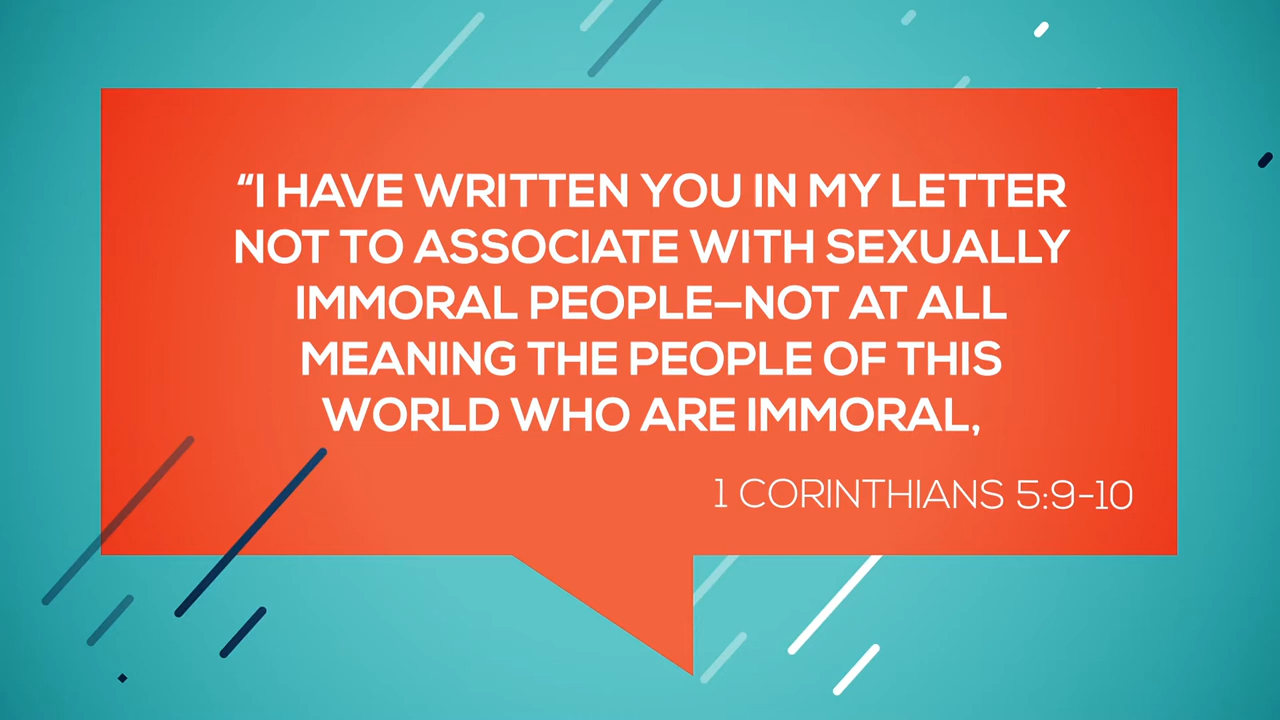 “I HAVE WRITTEN YOU IN MY LETTER
NOT TO ASSOCIATE WITH SEXUALLY
IMMORAL PEOPLE—NOT AT ALL
MEANING THE PEOPLE OF THIS
WORLD WHO ARE IMMORAL,
1 CORINTHIANS 5:9-10